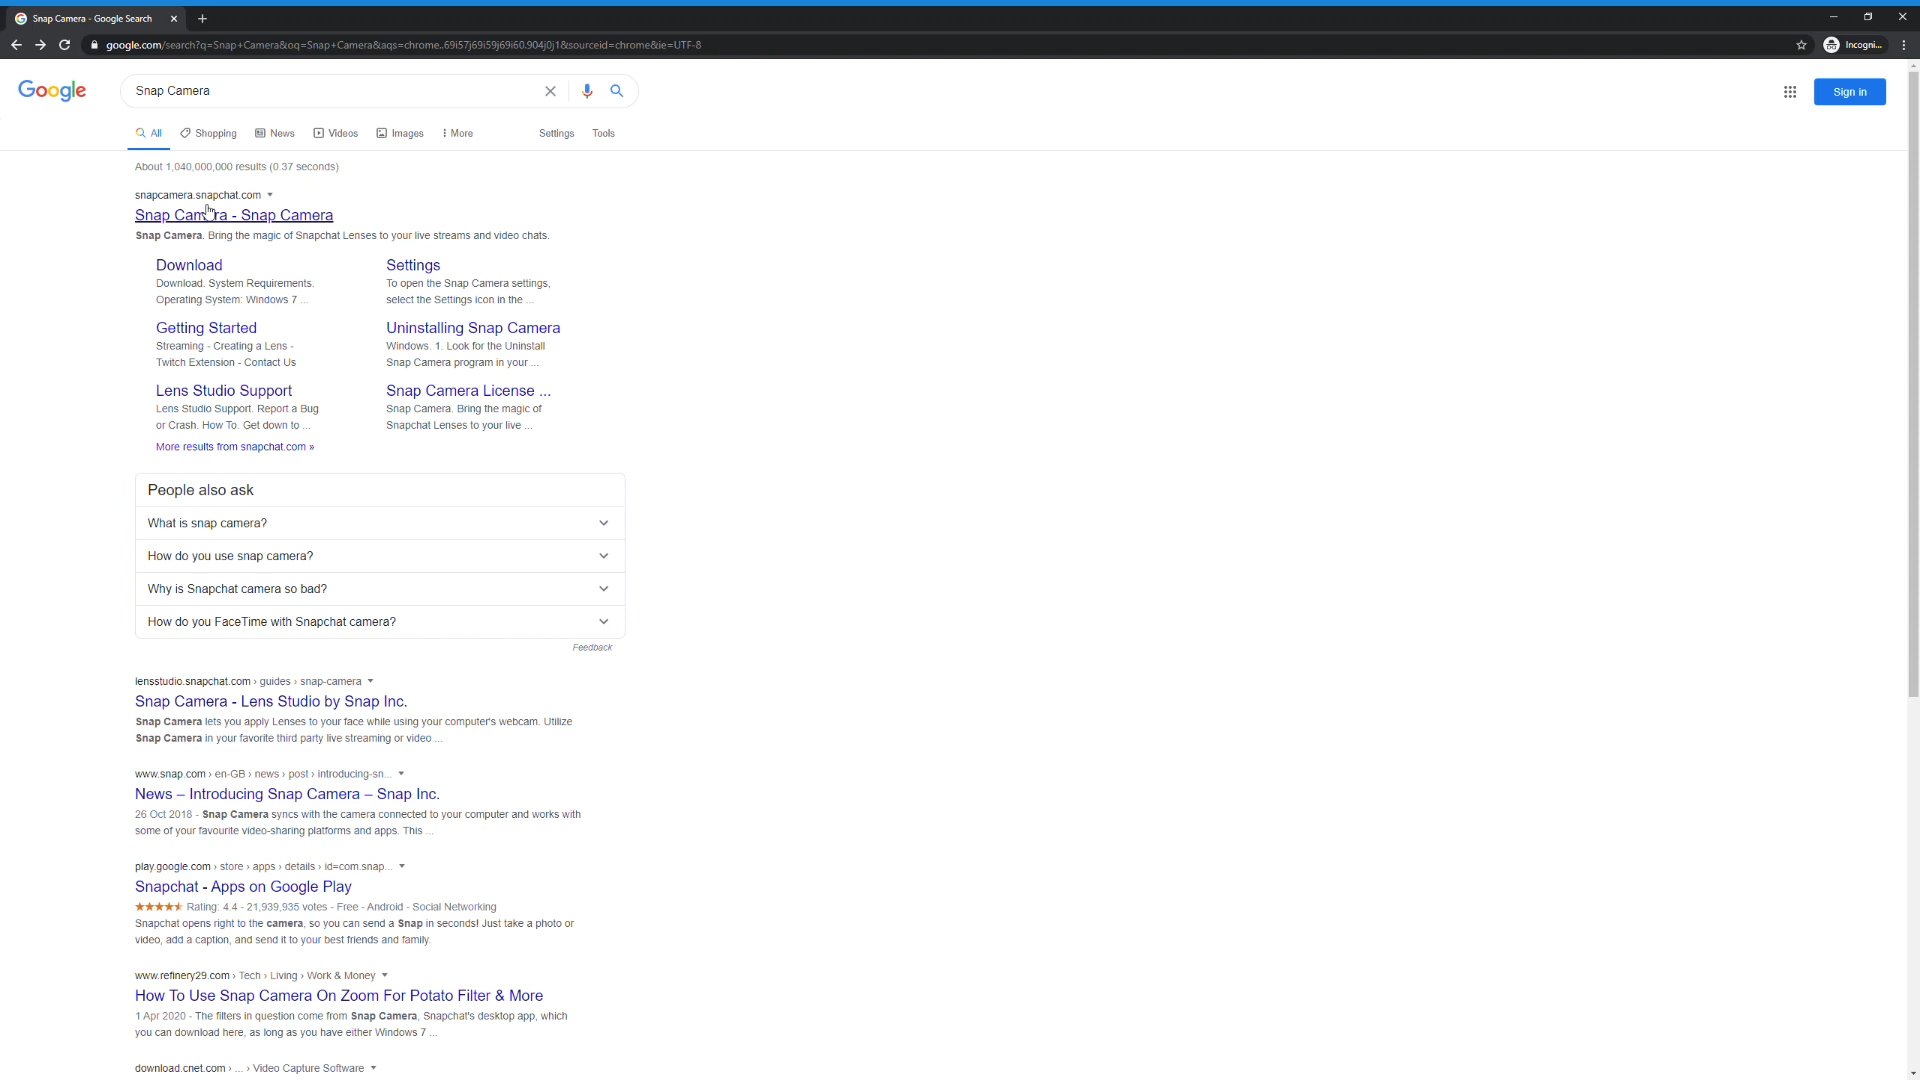 Snap Camera - Google Search
google.com/search?q=Snap+Camera&oq=Snap+Camera&aqs=chrome..69i57j69i59j69i60.904j0j1&sourceid=chrome&ie=UTF-8
Incogni...
Google
Snap Camera
Sign in
All Shopping News Videos Images More Settings Tools
About 1,040,000,000 results (0.37 seconds)
snapcamera.snapchat.com
Snap Camera - Snap Camera
Snap Camera. Bring the magic of Snapchat Lenses to your live streams and video chats.
Download
Download. System Requirements.
Operating System: Windows 7 ...
Settings
To open the Snap Camera settings,
select the Settings icon in the ...
Getting Started
Streaming - Creating a Lens -
Twitch Extension - Contact Us
Uninstalling Snap Camera
Windows. 1. Look for the Uninstall
Snap Camera program in your ...
Lens Studio Support
Lens Studio Support. Report a Bug
or Crash. How To. Get down to ...
Snap Camera License ...
Snap Camera. Bring the magic of
Snapchat Lenses to your live ...
More results from snapchat.com »
People also ask
What is snap camera?
How do you use snap camera?
Why is Snapchat camera so bad?
How do you FaceTime with Snapchat camera?
Feedback
lensstudio.snapchat.com › guides › snap-camera
Snap Camera - Lens Studio by Snap Inc.
Snap Camera lets you apply Lenses to your face while using your computer's webcam. Utilize
Snap Camera in your favorite third party live streaming or video ...
www.snap.com › en-GB › news › post › introducing-sn...
News – Introducing Snap Camera – Snap Inc.
26 Oct 2018 - Snap Camera syncs with the camera connected to your computer and works with
some of your favourite video-sharing platforms and apps. This ...
play.google.com › store › apps › details › id=com.snap...
Snapchat - Apps on Google Play
Rating: 4.4 - 21,939,935 votes - Free - Android - Social Networking
Snapchat opens right to the camera, so you can send a Snap in seconds! Just take a photo or
video, add a caption, and send it to your best friends and family.
www.refinery29.com › Tech › Living › Work & Money
How To Use Snap Camera On Zoom For Potato Filter & More
1 Apr 2020 - The filters in question come from Snap Camera, Snapchat's desktop app, which
you can download here, as long as you have either Windows 7 ...
download.cnet.com › ... › Video Capture Software